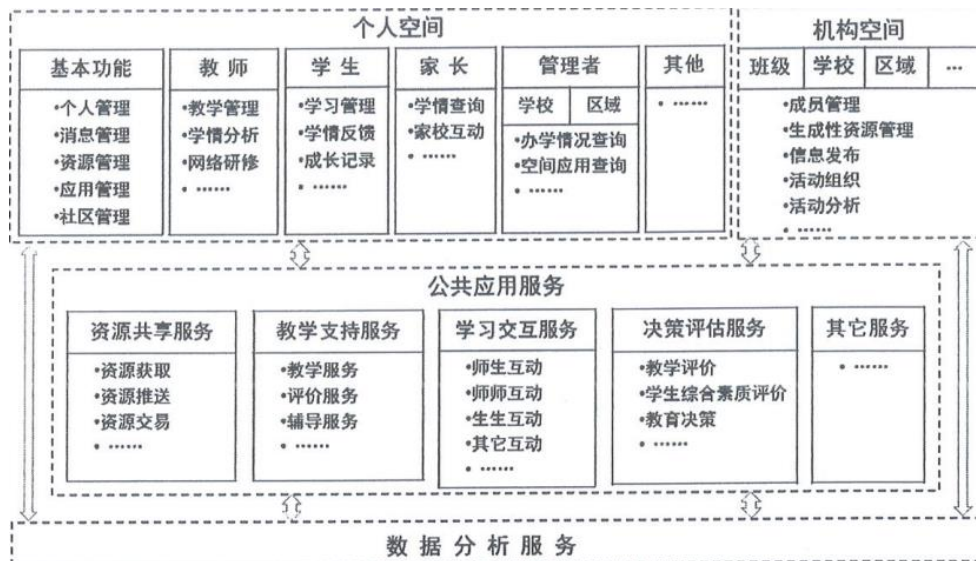 个人空间
基本功能
•个人管理
•消息管理
•资源管理
•应用管理
•社区管理
教 师
•教学管理
•学情分析
•网络研修
• ……
学 生
•学习管理
•学情反馈
•成长记录
• ……
家 长
•学情查询
•家校互动
• ……
管理者
学校 区域
•办学情况查询
•空间应用查询
• ……
其他
• ……
机构空间
班级 学校 区域 …
•成员管理
•生成性资源管理
•信息发布
•活动组织
•活动分析
• ……
公共应用服务
资源共享服务
•资源获取
•资源推送
•资源交易
• ……
教学支持服务
•教学服务
•评价服务
•辅导服务
• ……
学习交互服务
•师生互动
•师师互动
•生生互动
•其它互动
• ……
决策评估服务
•教学评价
•学生综合素质评价
•教育决策
• ……
其它服务
• ……
数据分析服务